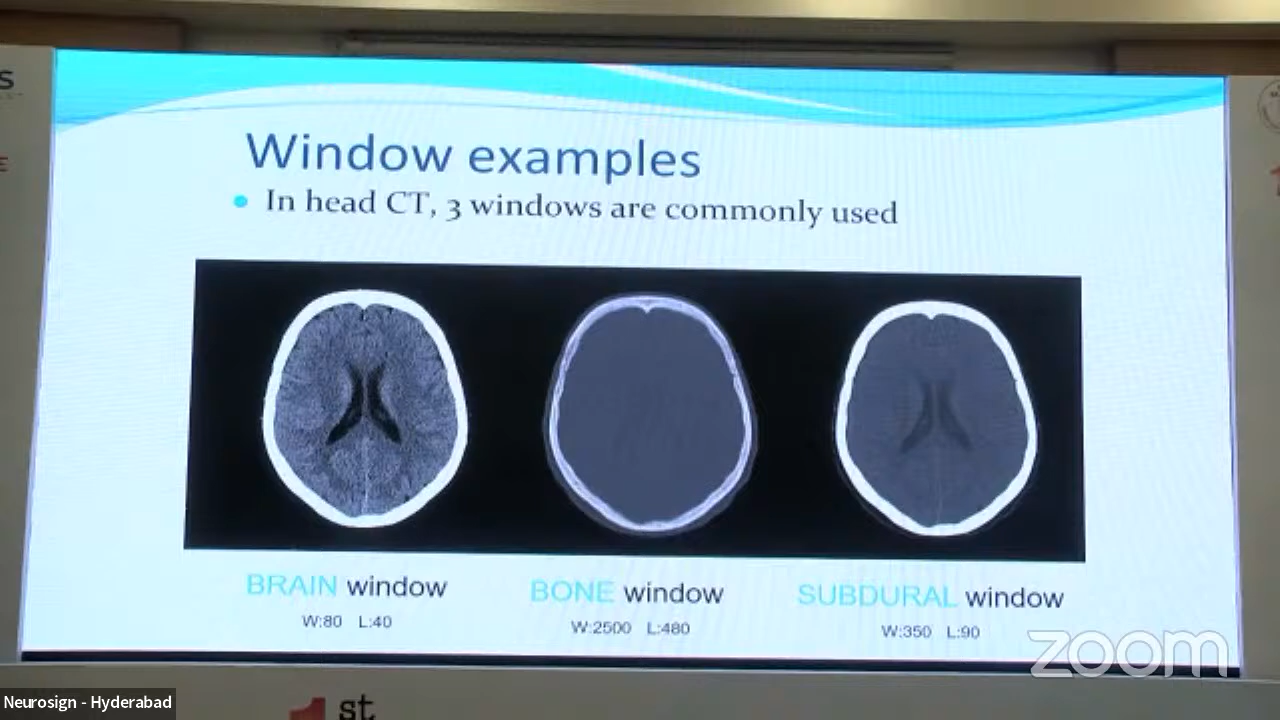 S
E
Window examples
In head CT, 3 windows are commonly used
BRAIN window
W:80 L:40
BONE window
W:2500 L:480
SUBDURAL window
W:350 L:90
zoom
Neurosign - Hyderabad
1st